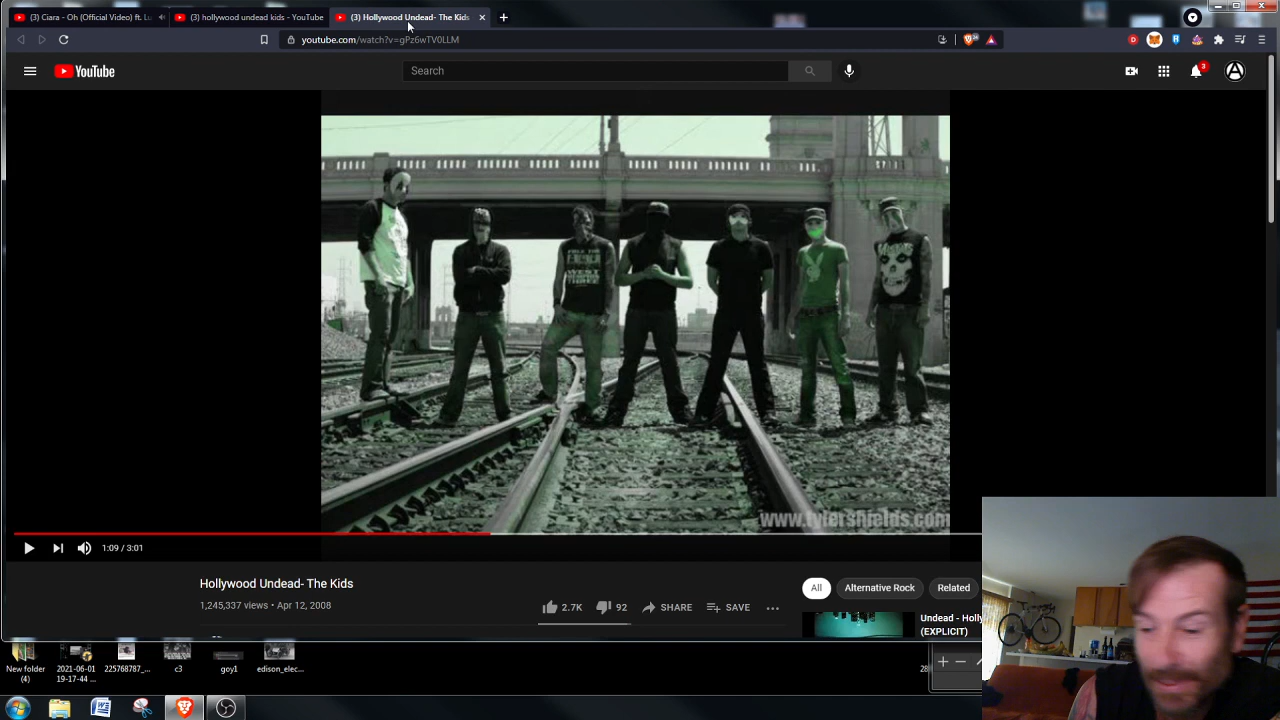 (3) Ciara - Oh (Official Video) ft. Lu
(3) hollywood undead kids - YouTube
(3) Hollywood Undead- The Kids
youtube.com/watch?v=gPz6wTV0LLM
YouTube
Search
3
www.tylershields.com
1:09 / 3:01
Hollywood Undead- The Kids
1,245,337 views • Apr 12, 2008
2.7K
92
SHARE
SAVE
All
Alternative Rock
Related
Undead - Holly
(EXPLICIT)
New folder
(4)
2021-06-01
19-17-44 ...
225768787_...
c3
goy1
edison_elec...
28